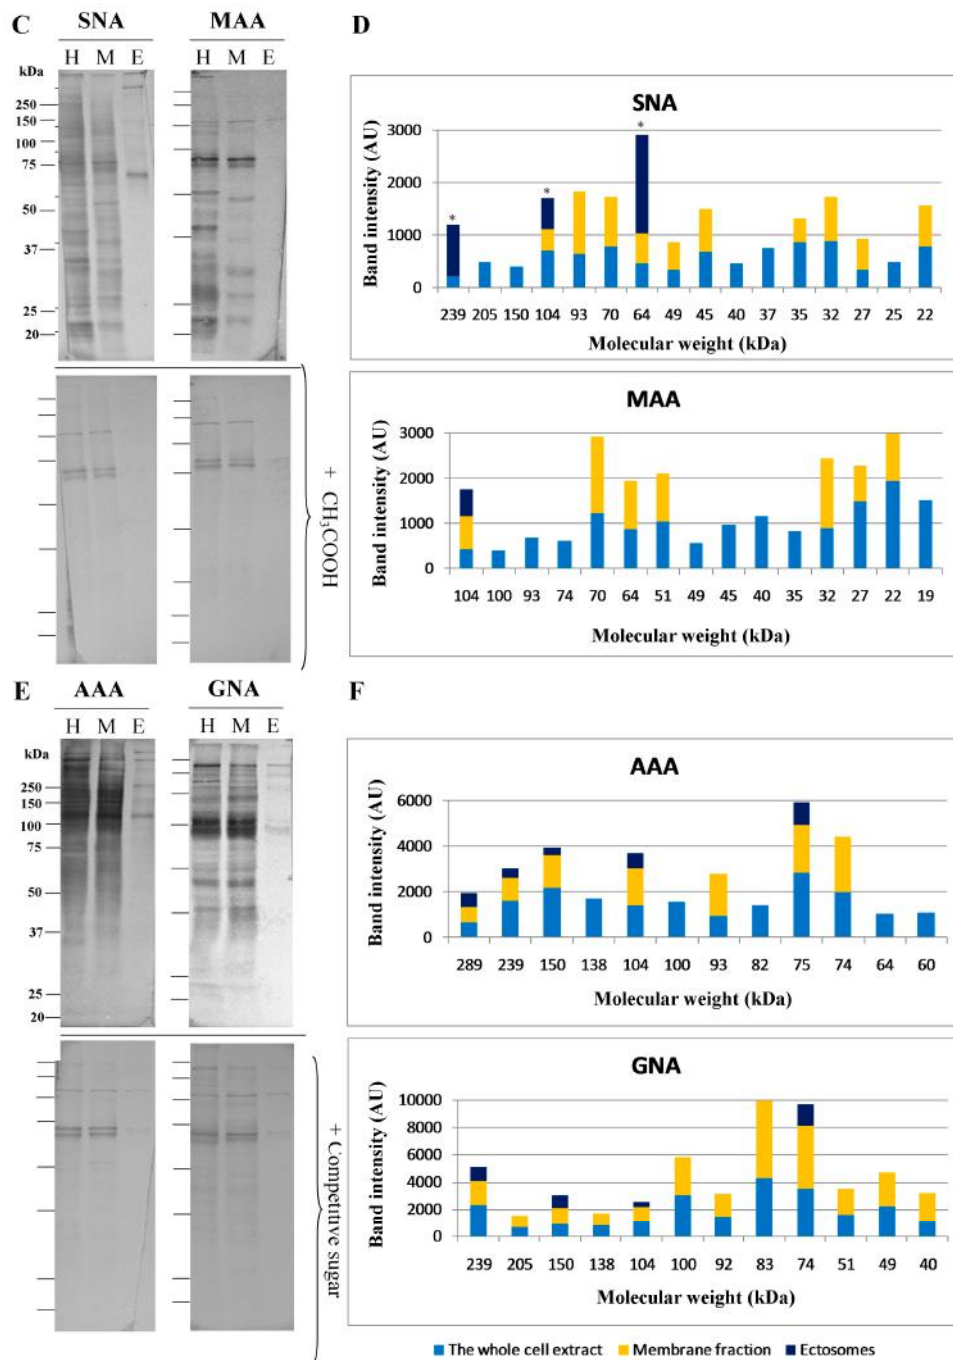 C
SNA
MAA
H M E
H M E
kDa
250
150
100
75
50
37
25
20
+ CH₃COOH
D
SNA
Band intensity (AU)
3000
2000
1000
0
* * *
239 205 150 104 93 70 64 49 45 40 37 35 32 27 25 22
Molecular weight (kDa)
MAA
Band intensity (AU)
3000
2000
1000
0
104 100 93 74 70 64 51 49 45 40 35 32 27 22 19
Molecular weight (kDa)
E
AAA
GNA
H M E
H M E
kDa
250
150
100
75
50
37
25
20
+ Competitive sugar
F
AAA
Band intensity (AU)
6000
4000
2000
0
289 239 150 138 104 100 93 82 75 74 64 60
Molecular weight (kDa)
GNA
Band intensity (AU)
10000
8000
6000
4000
2000
0
239 205 150 138 104 100 92 83 74 51 49 40
Molecular weight (kDa)
The whole cell extract Membrane fraction Ectosomes